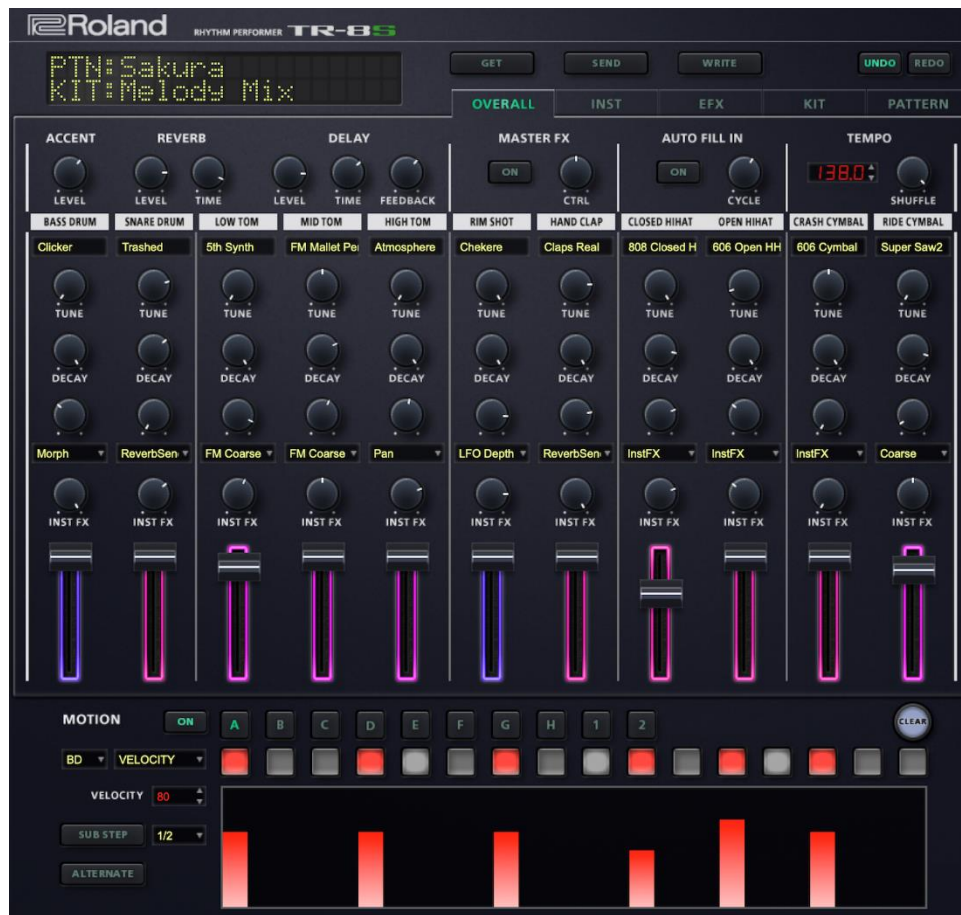 Roland RHYTHM PERFORMER TR-8S
PTN:Sakura
KIT:Melody Mix
GET SEND WRITE UNDO REDO
OVERALL INST EFX KIT PATTERN
ACCENT REVERB DELAY MASTER FX AUTO FILL IN TEMPO
ON ON 138.0
LEVEL LEVEL TIME LEVEL TIME FEEDBACK CTRL CYCLE SHUFFLE
BASS DRUM SNARE DRUM LOW TOM MID TOM HIGH TOM RIM SHOT HAND CLAP CLOSED HIHAT OPEN HIHAT CRASH CYMBAL RIDE CYMBAL
Clicker Trashed 5th Synth FM Mallet Per Atmosphere Chekere Claps Real 808 Closed H 606 Open HH 606 Cymbal Super Saw2
TUNE TUNE TUNE TUNE TUNE TUNE TUNE TUNE TUNE TUNE TUNE
DECAY DECAY DECAY DECAY DECAY DECAY DECAY DECAY DECAY DECAY DECAY
Morph ReverbSen FM Coarse FM Coarse Pan LFO Depth ReverbSen InstFX InstFX InstFX Coarse
INST FX INST FX INST FX INST FX INST FX INST FX INST FX INST FX INST FX INST FX INST FX
MOTION ON A B C D E F G H 1 2 CLEAR
BD VELOCITY
VELOCITY 80
SUB STEP 1/2
ALTERNATE